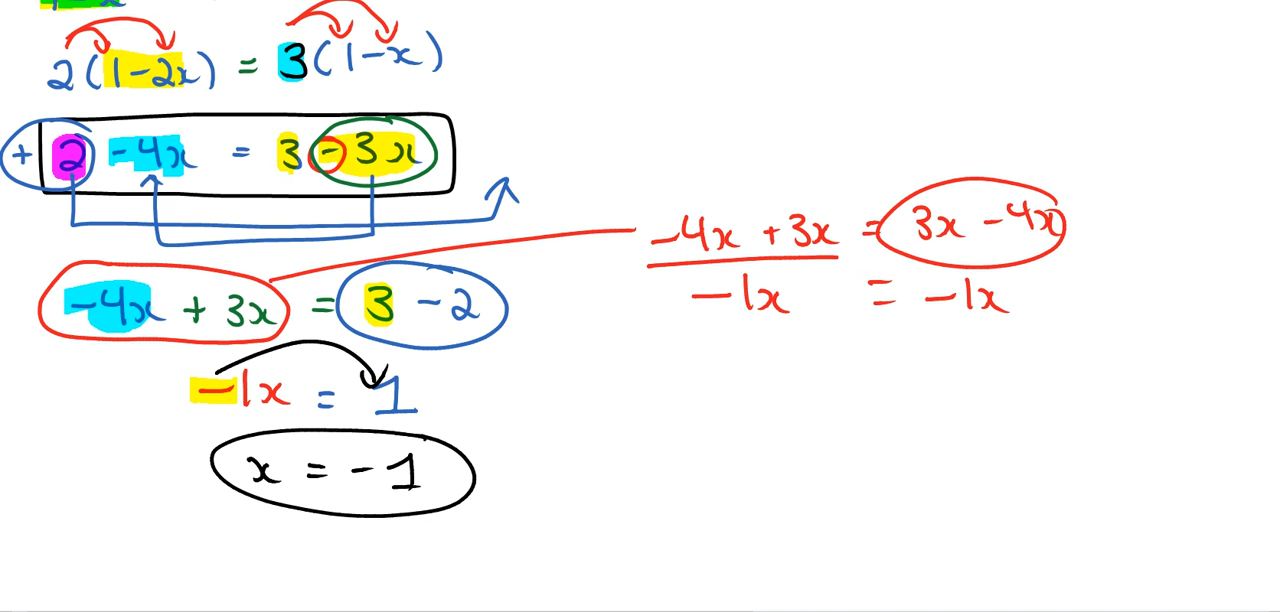 2(1-2x) = 3(1-x)
+ 2 -4x = 3 -3x
-4x + 3x = 3x -4x
-1x = -1x
-4x + 3x = 3 -2
-1x = 1
x = -1